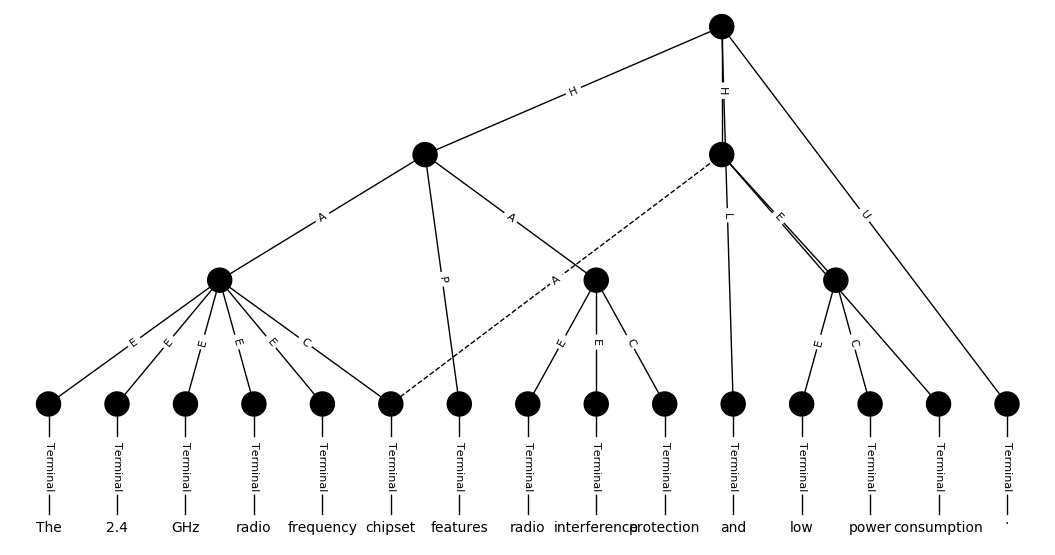 H H
A A L E U
P A
E E E E E C E E C E C
Terminal Terminal Terminal Terminal Terminal Terminal Terminal Terminal Terminal Terminal Terminal Terminal Terminal Terminal Terminal
The 2.4 GHz radio frequency chipset features radio interference protection and low power consumption .